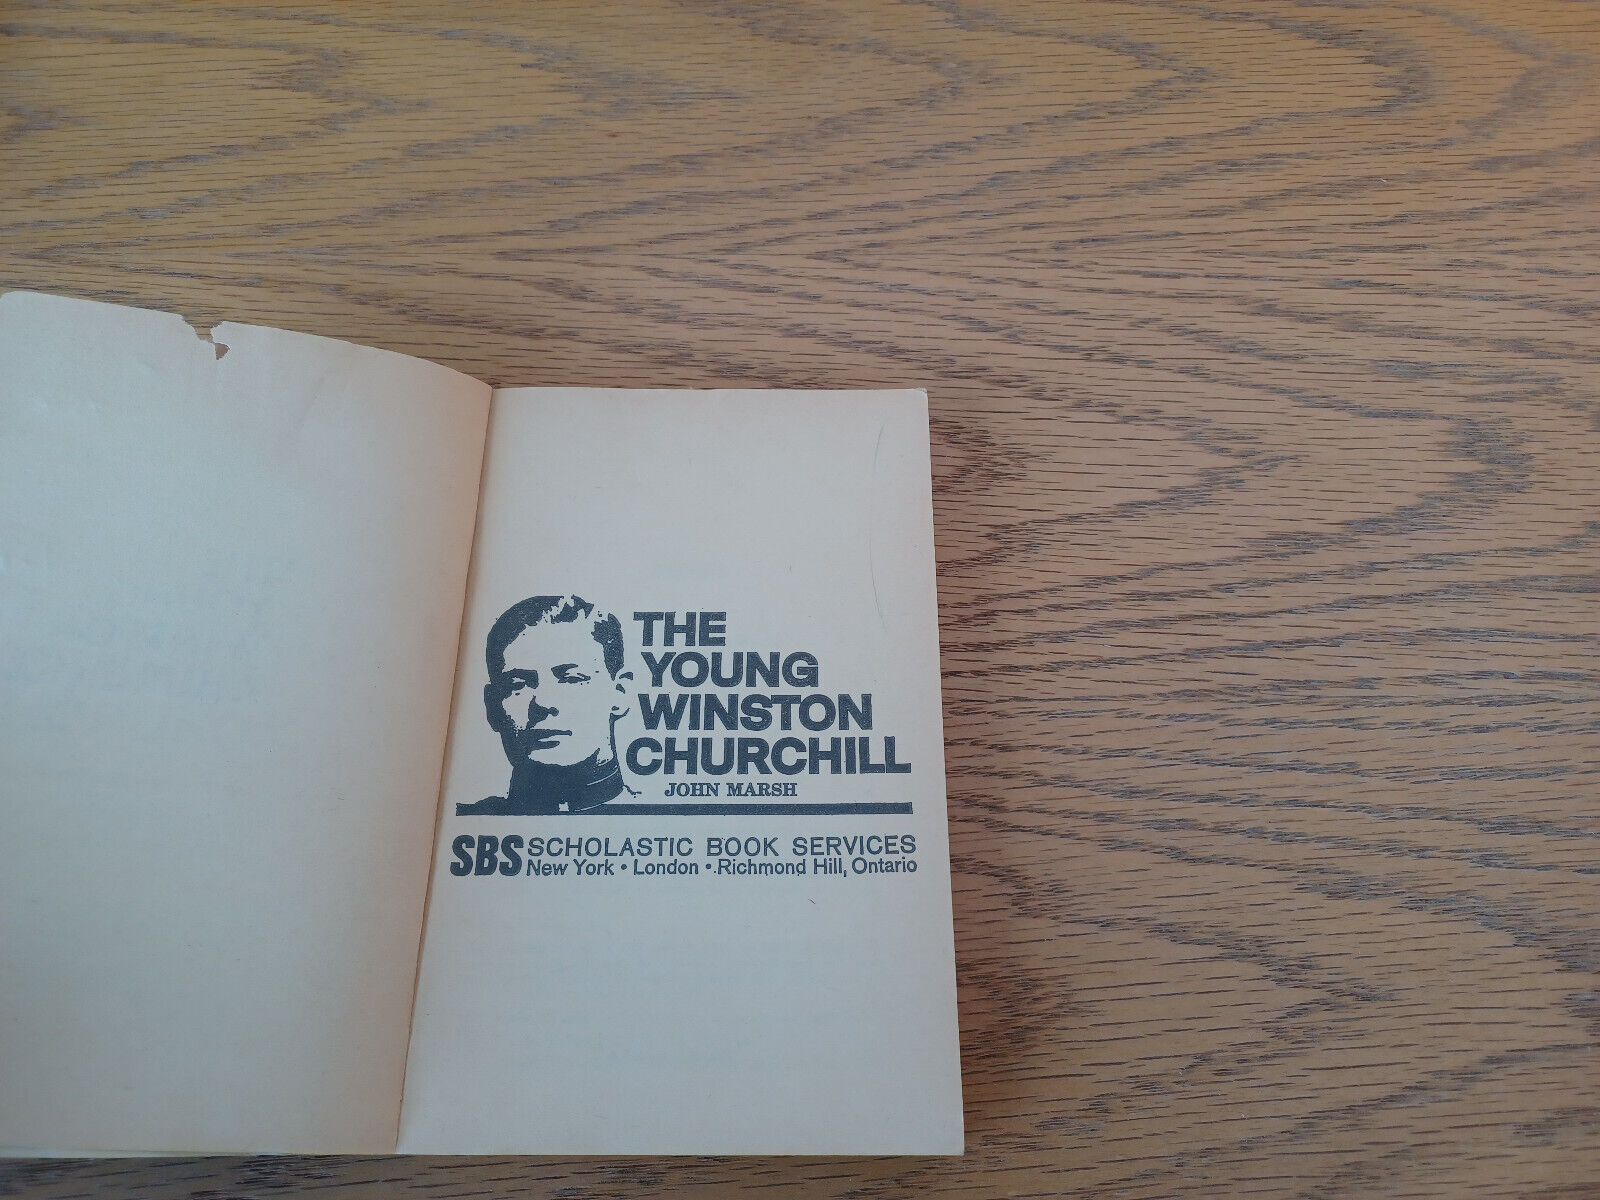 THE
YOUNG
WINSTON
CHURCHILL
JOHN MARSH
SBS SCHOLASTIC BOOK SERVICES
New York • London • Richmond Hill, Ontario